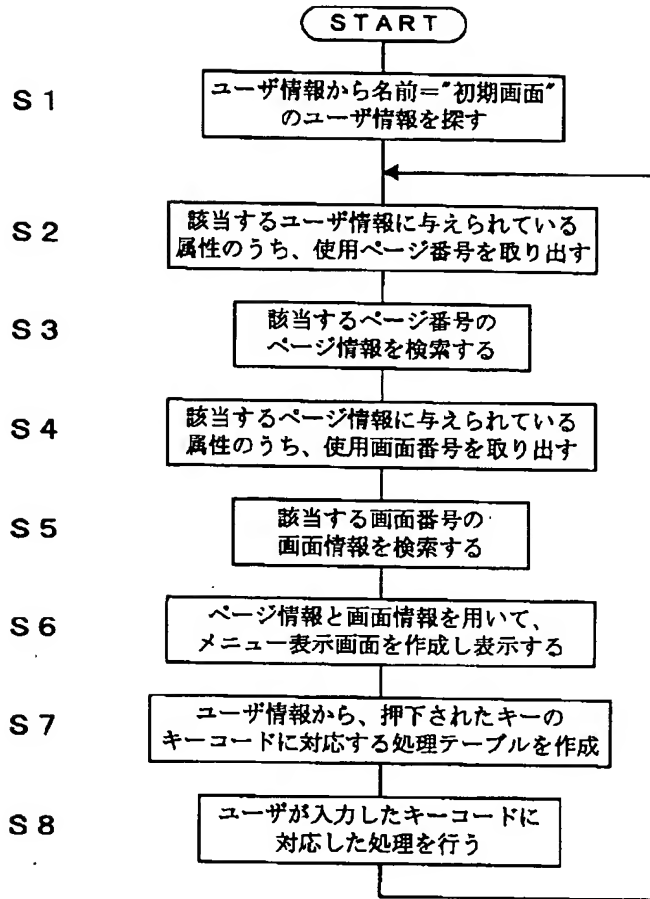 START
S1
ユーザ情報から名前="初期画面"
のユーザ情報を探す
S2
該当するユーザ情報に与えられている
属性のうち、使用ページ番号を取り出す
S3
該当するページ番号の
ページ情報を検索する
S4
該当するページ情報に与えられている
属性のうち、使用画面番号を取り出す
S5
該当する画面番号の
画面情報を検索する
S6
ページ情報と画面情報を用いて、
メニュー表示画面を作成し表示する
S7
ユーザ情報から、押下されたキーの
キーコードに対応する処理テーブルを作成
S8
ユーザが入力したキーコードに
対応した処理を行う